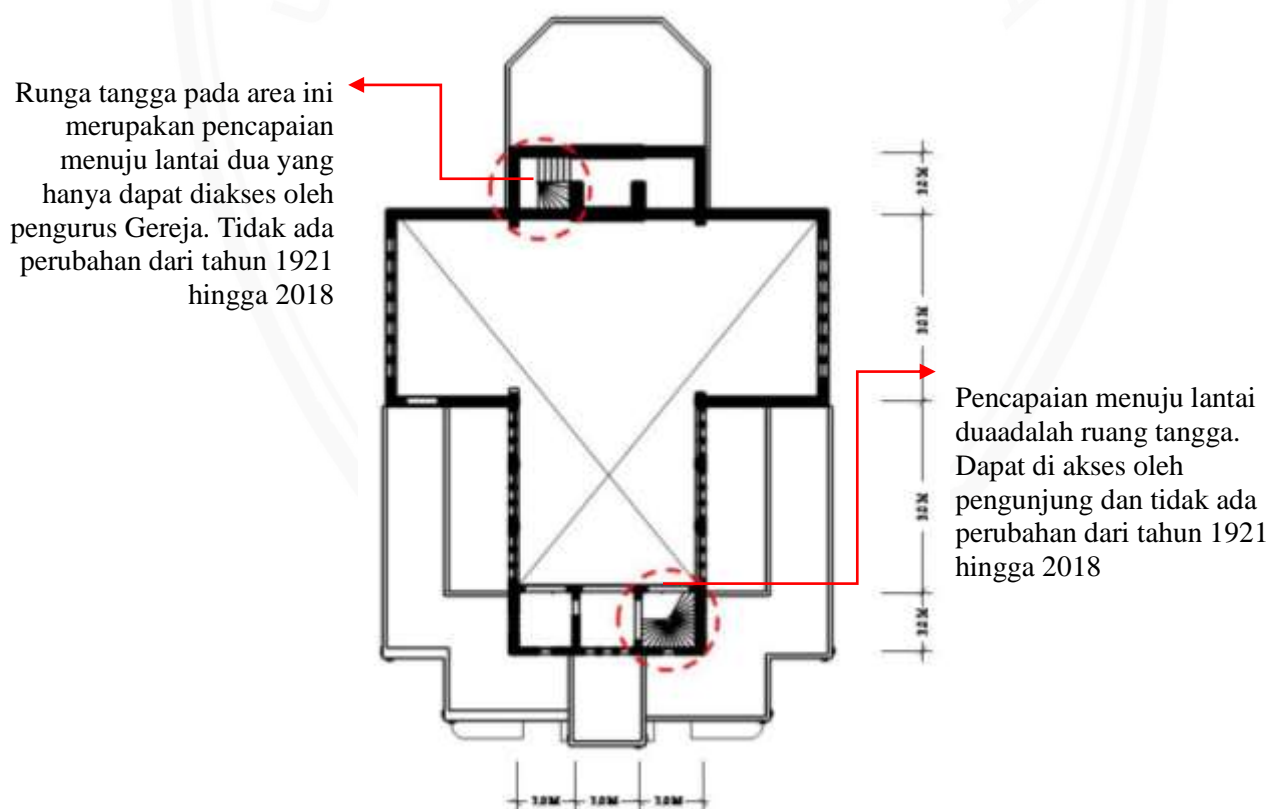 Runga tangga pada area ini
merupakan pencapaian
menuju lantai dua yang
hanya dapat diakses oleh
pengurus Gereja. Tidak ada
perubahan dari tahun 1921
hingga 2018
Pencapaian menuju lantai
duaadalah ruang tangga.
Dapat di akses oleh
pengunjung dan tidak ada
perubahan dari tahun 1921
hingga 2018